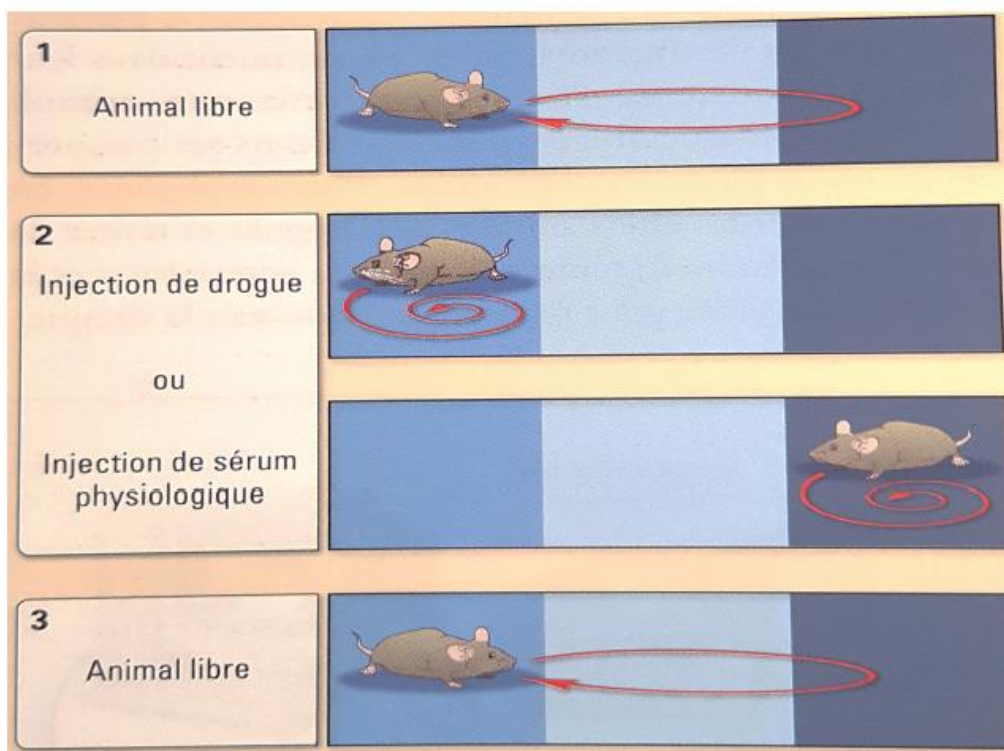 1
Animal libre
2
Injection de drogue
ou
Injection de sérum
physiologique
3
Animal libre